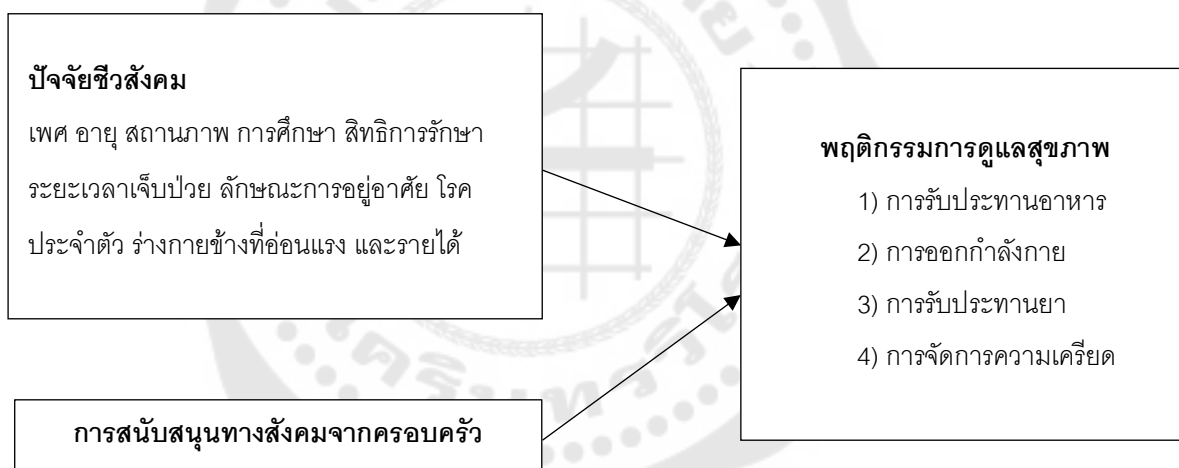 ปัจจัยชีวสังคม
เพศ อายุ สถานภาพ การศึกษา สิทธิการรักษา
ระยะเวลาเจ็บป่วย ลักษณะการอยู่อาศัย โรค
ประจำตัว ร่างกายข้างที่อ่อนแรง และรายได้
การสนับสนุนทางสังคมจากครอบครัว
พฤติกรรมการดูแลสุขภาพ
1) การรับประทานอาหาร
2) การออกกำลังกาย
3) การรับประทานยา
4) การจัดการความเครียด